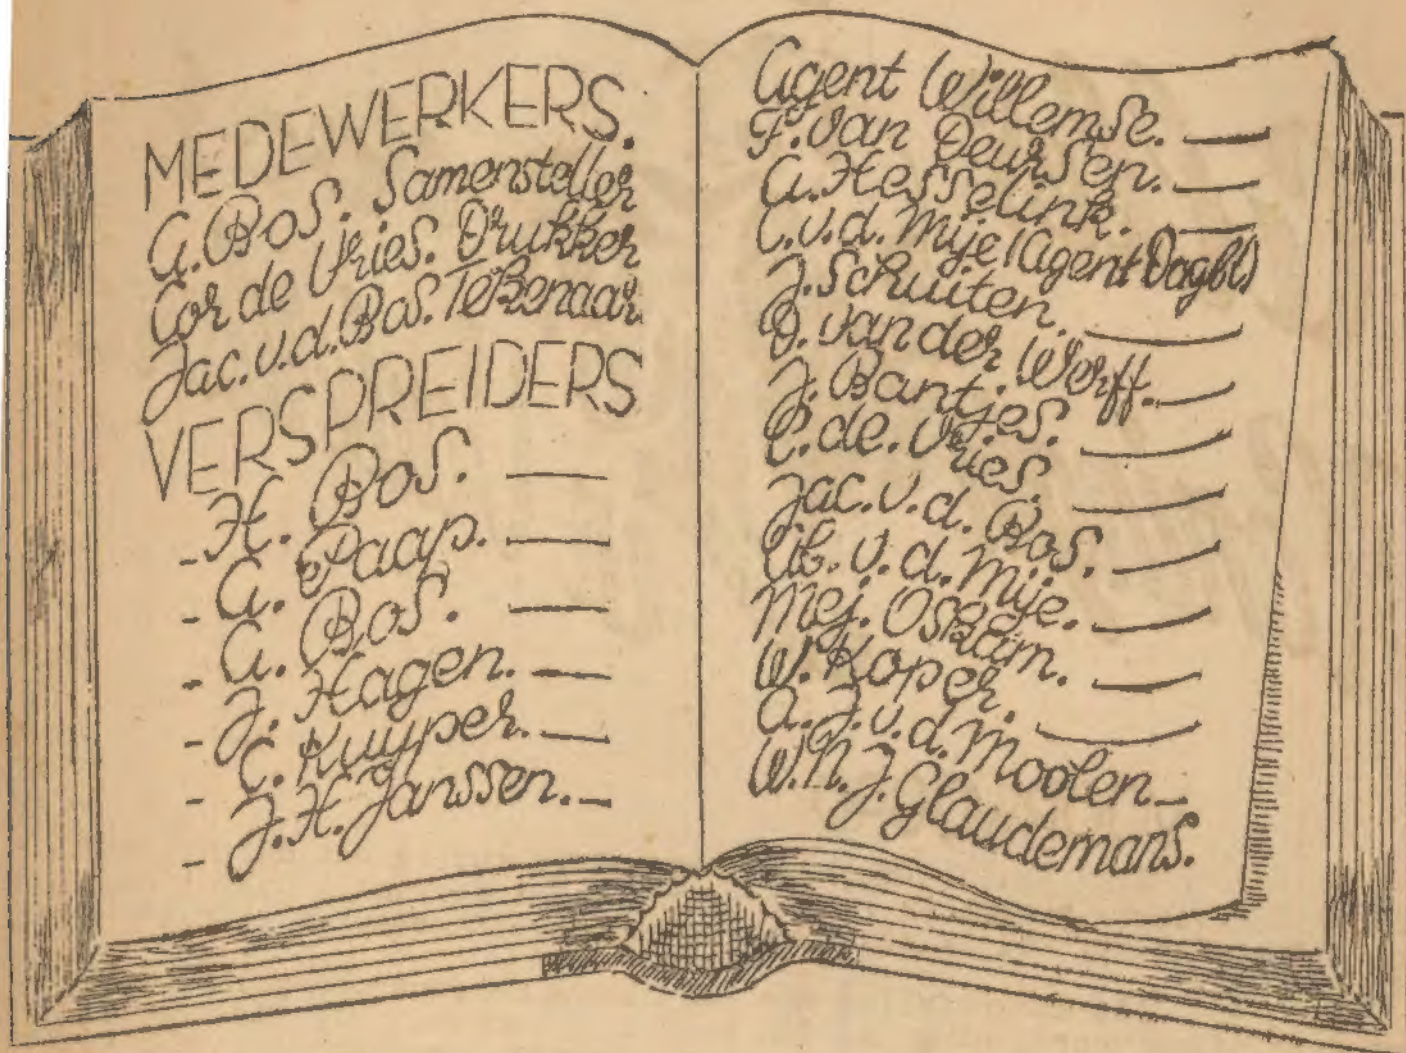 MEDEWERKERS.
A. Bos. Samensteller
Cor de Vries. Drukker
Jac. v. d. Bos. Tekenaar.
VERSPREIDERS
- H. Bos. —
- A. Paap. —
- A. Bos. —
- J. Hagen. —
- C. Kuyper. —
- J. H. Janssen. —
Agent Willemse. —
F. van Deursen. —
A. Hesselink. —
C. v. d. Mije (Agent Dagbl)
J. Schuiten. —
D. van der Werff. —
J. Bantjes. —
C. de. Vries. —
Jac. v. d. Bos. —
Ab. v. d. Mije. —
Mej. Oskam. —
W. Koper. —
A. J. v. d. Moolen —
W. N. J. Glaudemans.